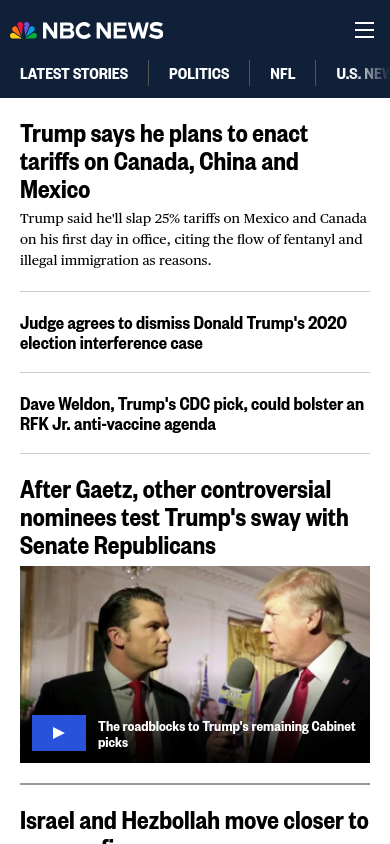 NBC NEWS
LATEST STORIES POLITICS NFL U.S. NEW
Trump says he plans to enact
tariffs on Canada, China and
Mexico
Trump said he'll slap 25% tariffs on Mexico and Canada
on his first day in office, citing the flow of fentanyl and
illegal immigration as reasons.
Judge agrees to dismiss Donald Trump's 2020
election interference case
Dave Weldon, Trump's CDC pick, could bolster an
RFK Jr. anti-vaccine agenda
After Gaetz, other controversial
nominees test Trump's sway with
Senate Republicans
The roadblocks to Trump's remaining Cabinet
picks
Israel and Hezbollah move closer to